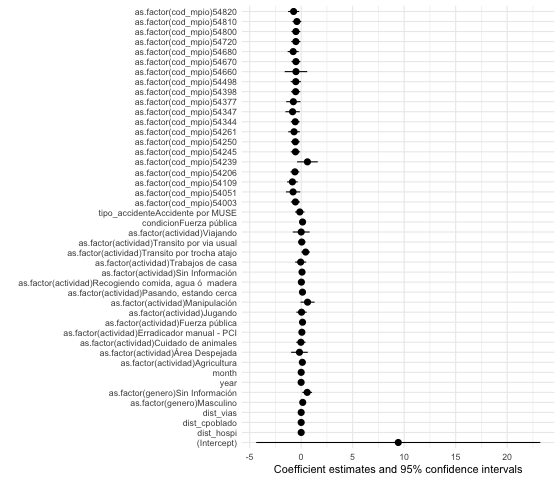 as.factor(cod_mpio)54820
as.factor(cod_mpio)54810
as.factor(cod_mpio)54800
as.factor(cod_mpio)54720
as.factor(cod_mpio)54680
as.factor(cod_mpio)54670
as.factor(cod_mpio)54660
as.factor(cod_mpio)54498
as.factor(cod_mpio)54398
as.factor(cod_mpio)54377
as.factor(cod_mpio)54347
as.factor(cod_mpio)54344
as.factor(cod_mpio)54261
as.factor(cod_mpio)54250
as.factor(cod_mpio)54245
as.factor(cod_mpio)54239
as.factor(cod_mpio)54206
as.factor(cod_mpio)54109
as.factor(cod_mpio)54051
as.factor(cod_mpio)54003
tipo_accidenteAccidente por MUSE
condicionFuerza pública
as.factor(actividad)Viajando
as.factor(actividad)Transito por via usual
as.factor(actividad)Transito por trocha atajo
as.factor(actividad)Trabajos de casa
as.factor(actividad)Sin Información
as.factor(actividad)Recogiendo comida, agua ó  madera
as.factor(actividad)Pasando, estando cerca
as.factor(actividad)Manipulación
as.factor(actividad)Jugando
as.factor(actividad)Fuerza pública
as.factor(actividad)Erradicador manual - PCI
as.factor(actividad)Cuidado de animales
as.factor(actividad)Área Despejada
as.factor(actividad)Agricultura
month
year
as.factor(genero)Sin Información
as.factor(genero)Masculino
dist_vias
dist_cpoblado
dist_hospi
(Intercept)
-5 0 5 10 15 20
Coefficient estimates and 95% confidence intervals